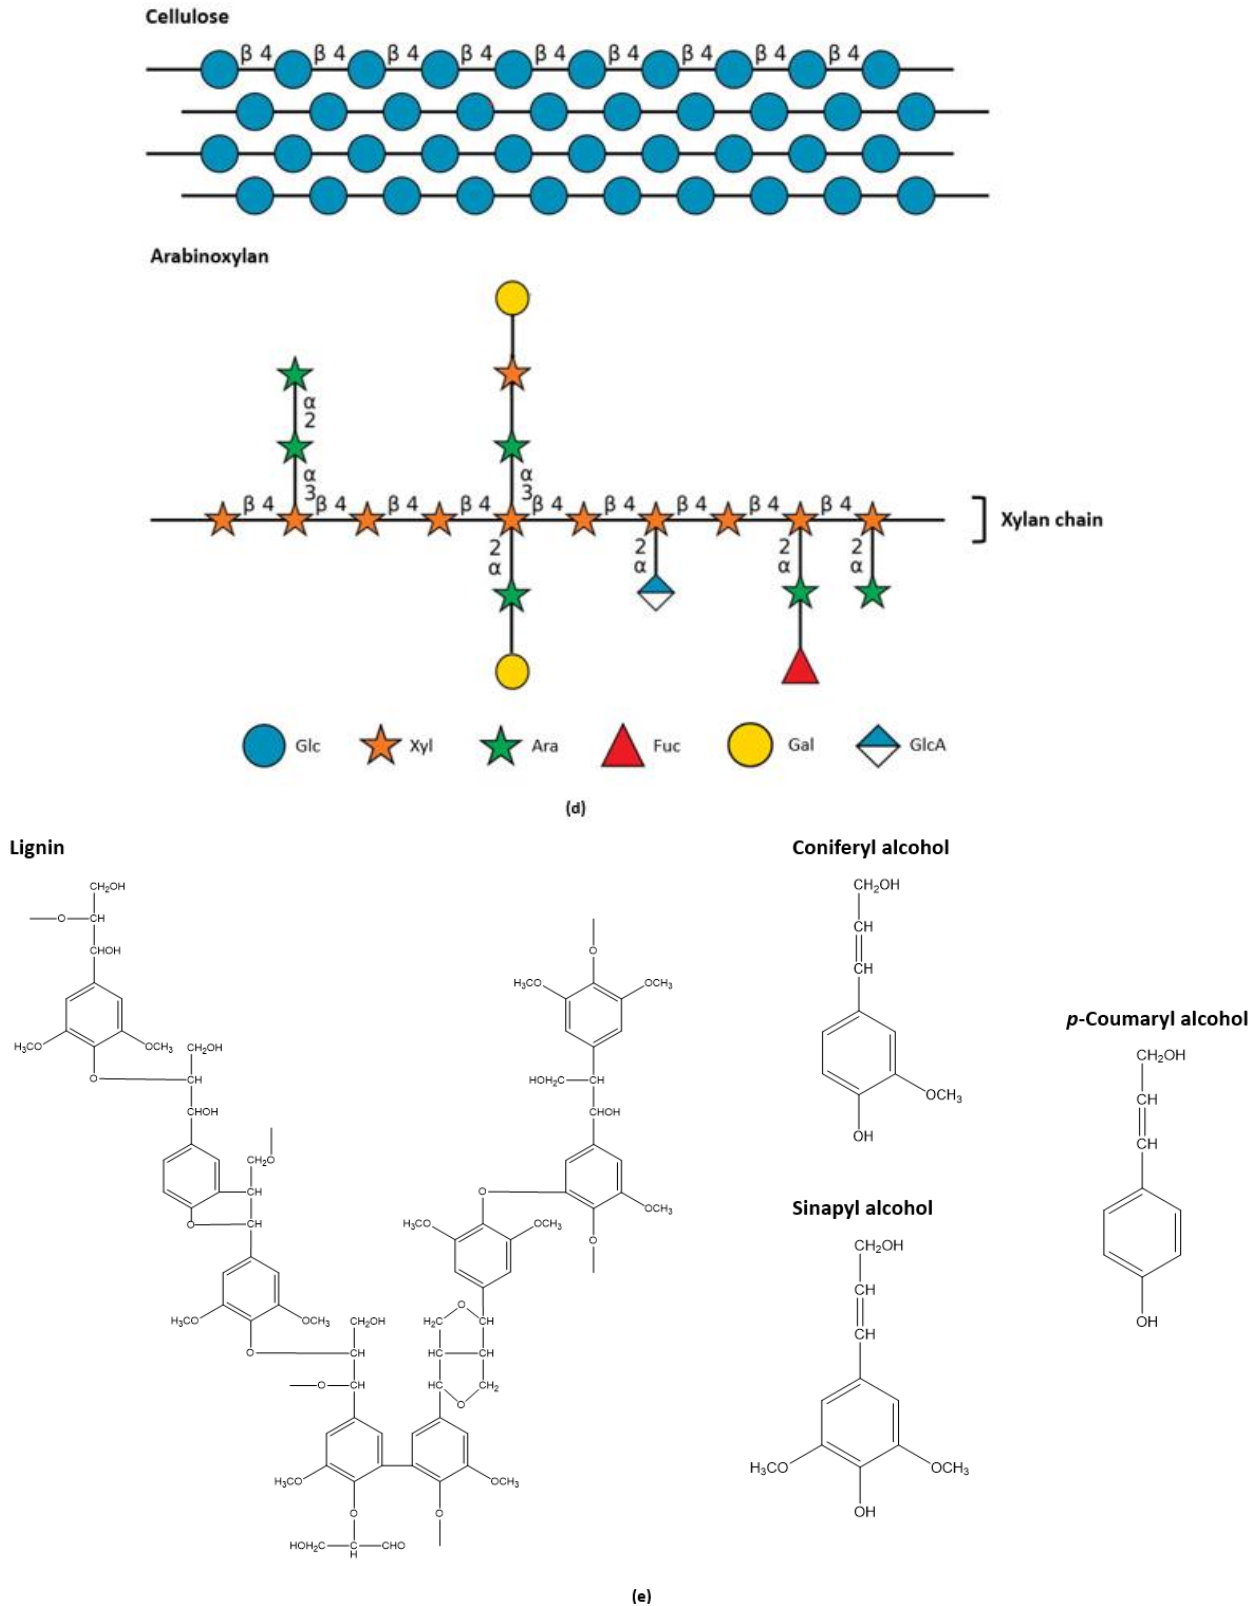 Cellulose
β 4 β 4 β 4 β 4 β 4 β 4 β 4 β 4 β 4
Arabinoxylan
α
2
α
3
α
3
β 4 β 4 β 4 β 4 β 4 β 4 β 4 β 4 β 4
Xylan chain
2
α
2
α
2
α
2
α
Glc Xyl Ara Fuc Gal GlcA
(d)
Lignin
CH₂OH
O CH
CHOH
H₃CO OCH₃
O
CH₂OH
CH
CHOH
CH₂O
CH
O CH
H₃CO OCH₃
O
CH₂OH
CH
O CH
H₃CO
O
HOH₂C C CHO
H
O
H₃CO OCH₃
HOH₂C CH
CHOH
O
OCH₃
O
H₃CO OCH₃
O
H₂C CH
HC CH
HC CH₂
O
OCH₃
O
Coniferyl alcohol
CH₂OH
CH
CH
OCH₃
OH
Sinapyl alcohol
CH₂OH
CH
CH
H₃CO OCH₃
OH
p-Coumaryl alcohol
CH₂OH
CH
CH
OH
(e)